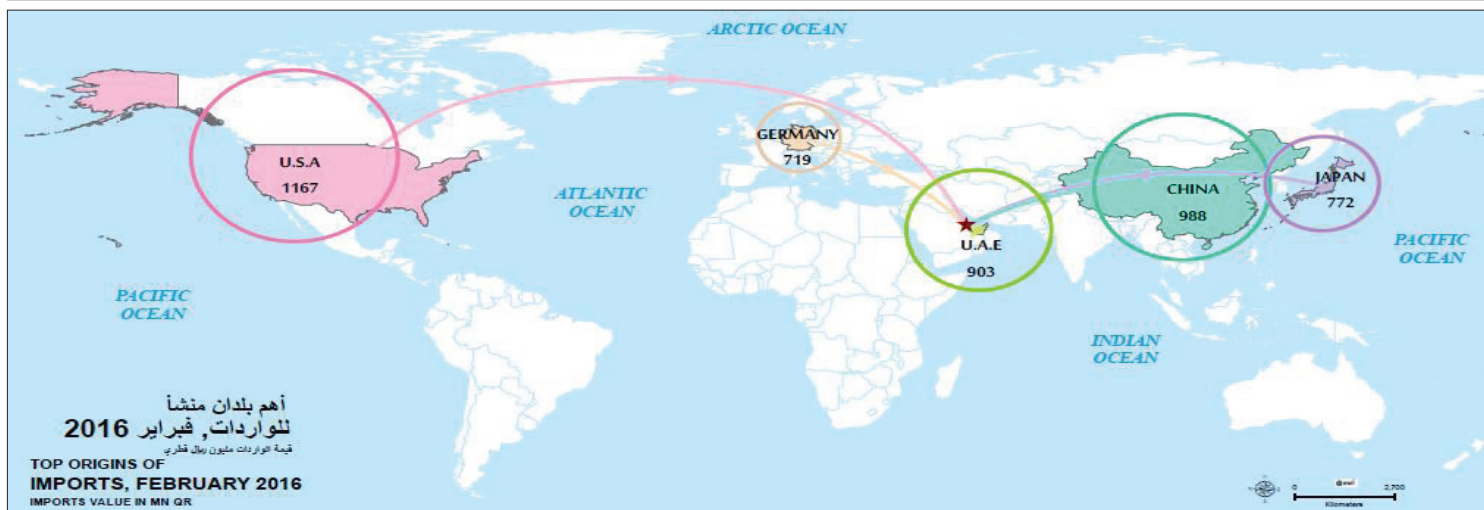 ARCTIC OCEAN
GERMANY
719
U.S.A
1167
ATLANTIC
OCEAN
CHINA
988
JAPAN
772
U.A.E
903
PACIFIC
OCEAN
PACIFIC
OCEAN
INDIAN
OCEAN
أهم بلدان منشأ
للواردات, فبراير 2016
قيمة الواردات مليون ريال قطري
TOP ORIGINS OF
IMPORTS, FEBRUARY 2016
IMPORTS VALUE IN MN QR
esri
0 2,700
Kilometers